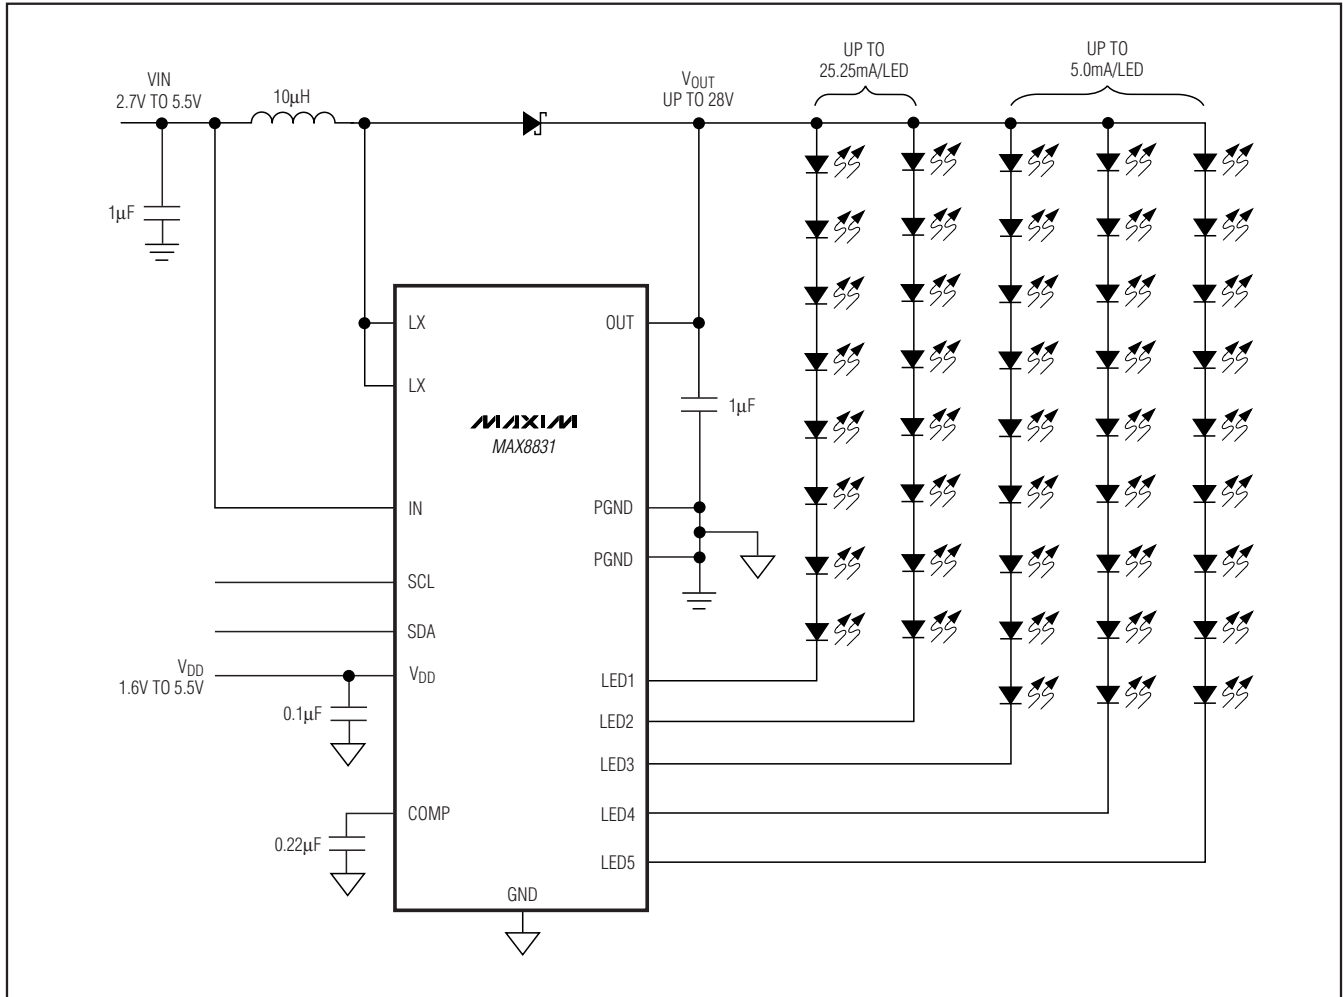 VIN
2.7V TO 5.5V
10μH
VOUT
UP TO 28V
UP TO
25.25mA/LED
UP TO
5.0mA/LED
1μF
LX
OUT
LX
1μF
MAXIM
MAX8831
IN
PGND
PGND
SCL
SDA
VDD
1.6V TO 5.5V
VDD
LED1
0.1μF
LED2
LED3
COMP
LED4
0.22μF
LED5
GND